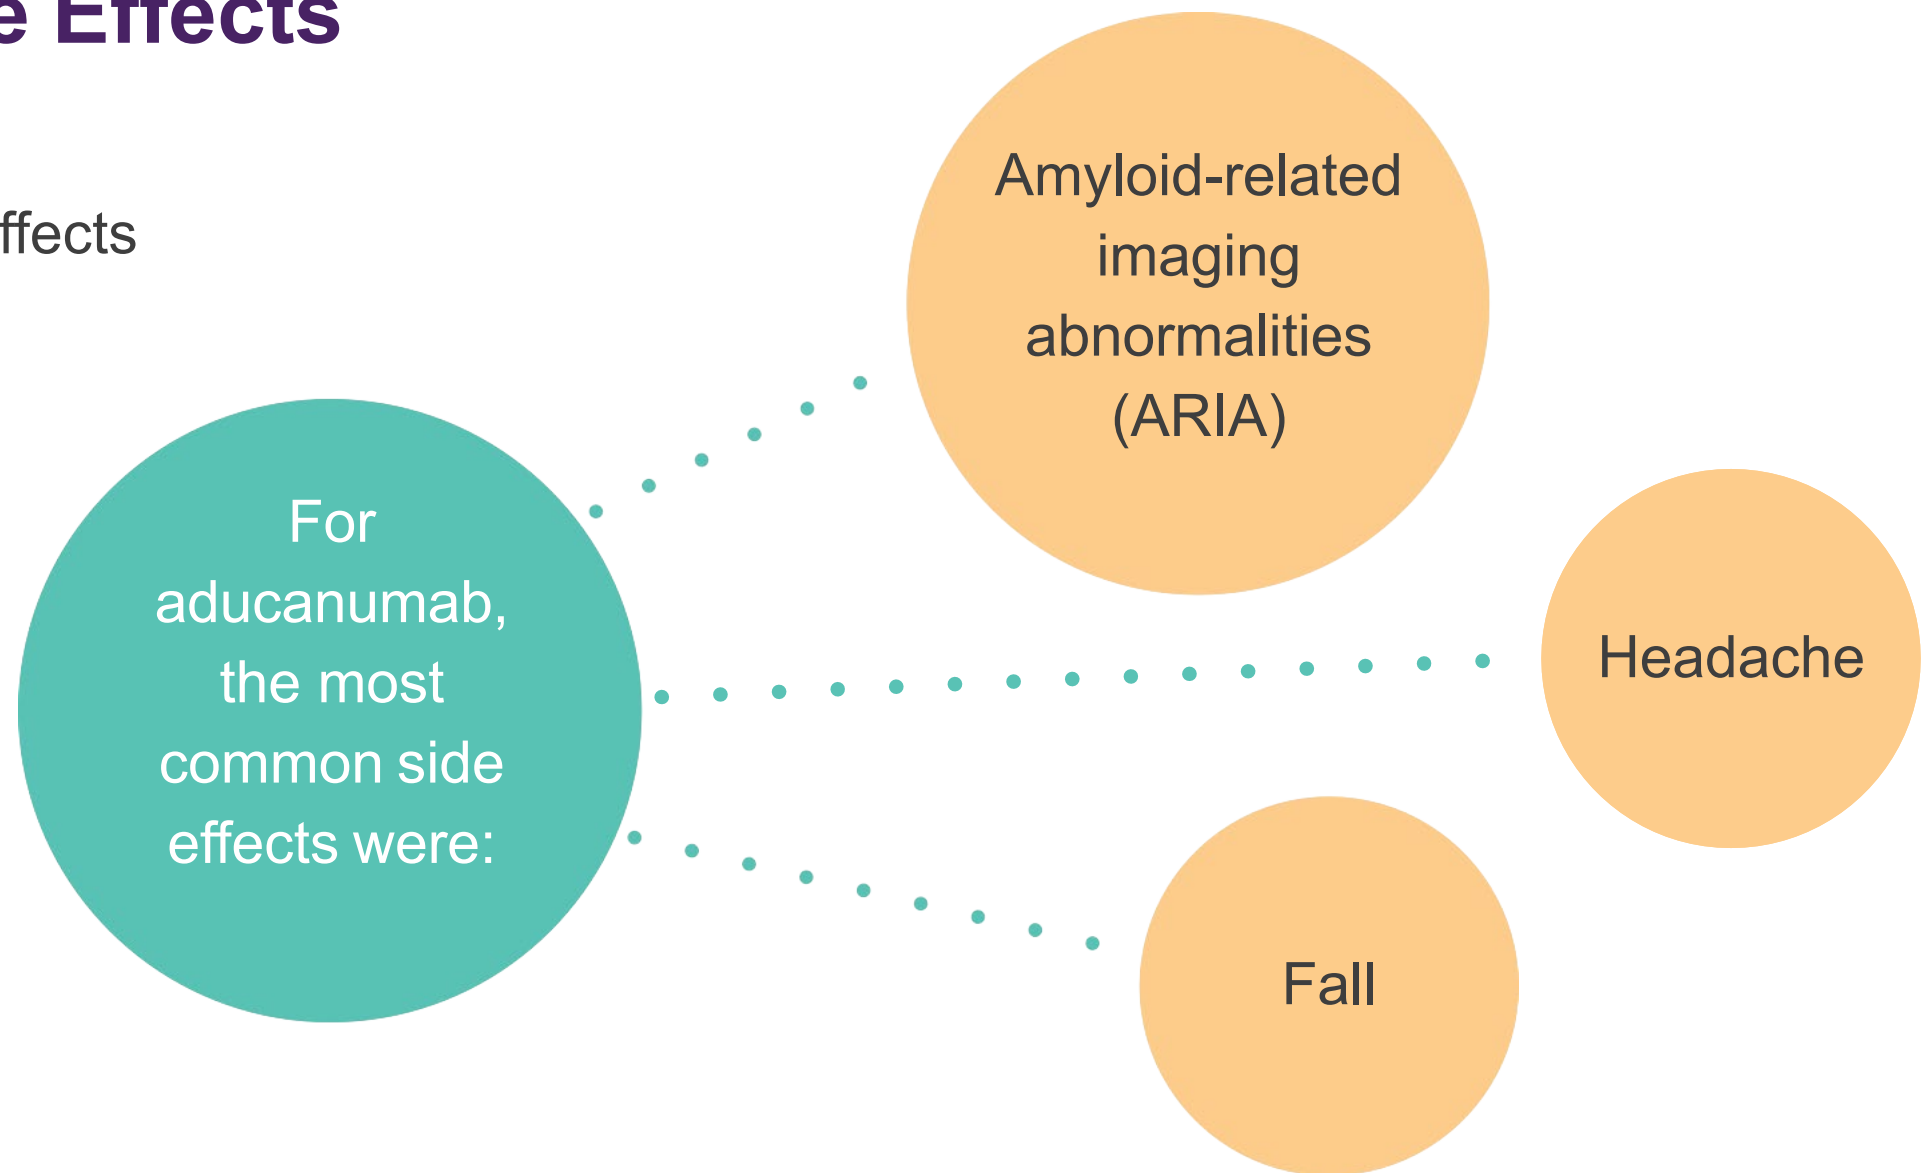 e Effects
ffects
Amyloid-related
imaging
abnormalities
(ARIA)
For
aducanumab,
the most
common side
effects were:
Headache
Fall